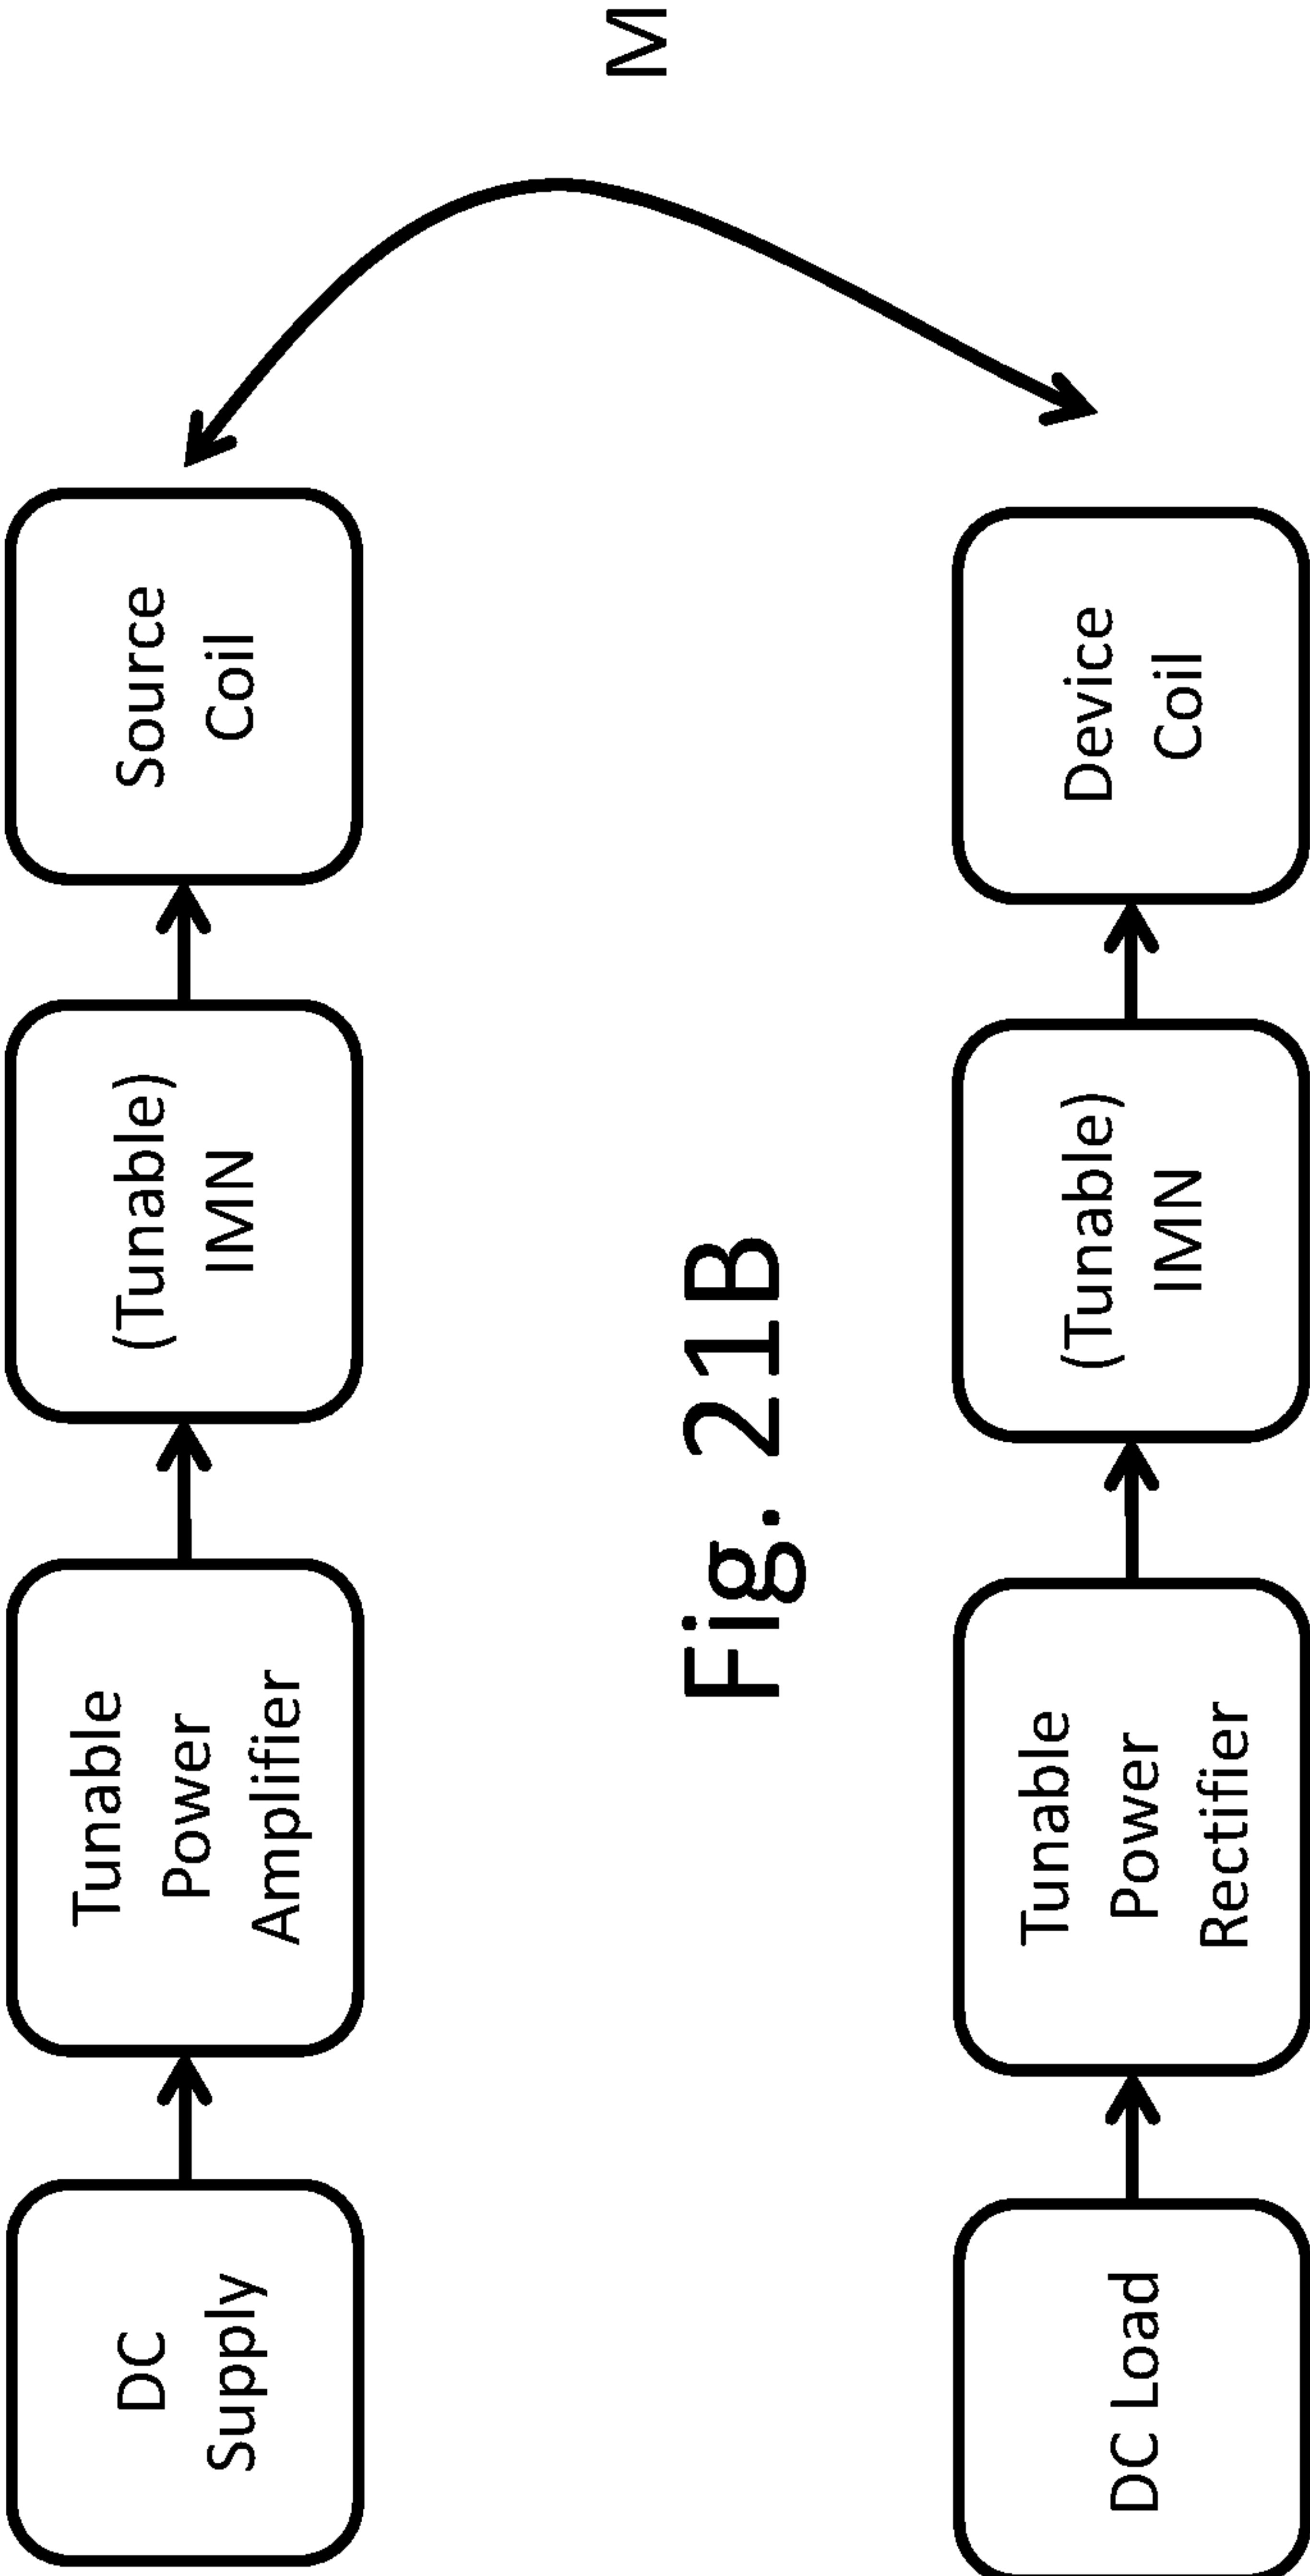 DC
Supply
Tunable
Power
Amplifier
(Tunable)
IMN
Source
Coil
M
Fig. 21B
DC Load
Tunable
Power
Rectifier
(Tunable)
IMN
Device
Coil